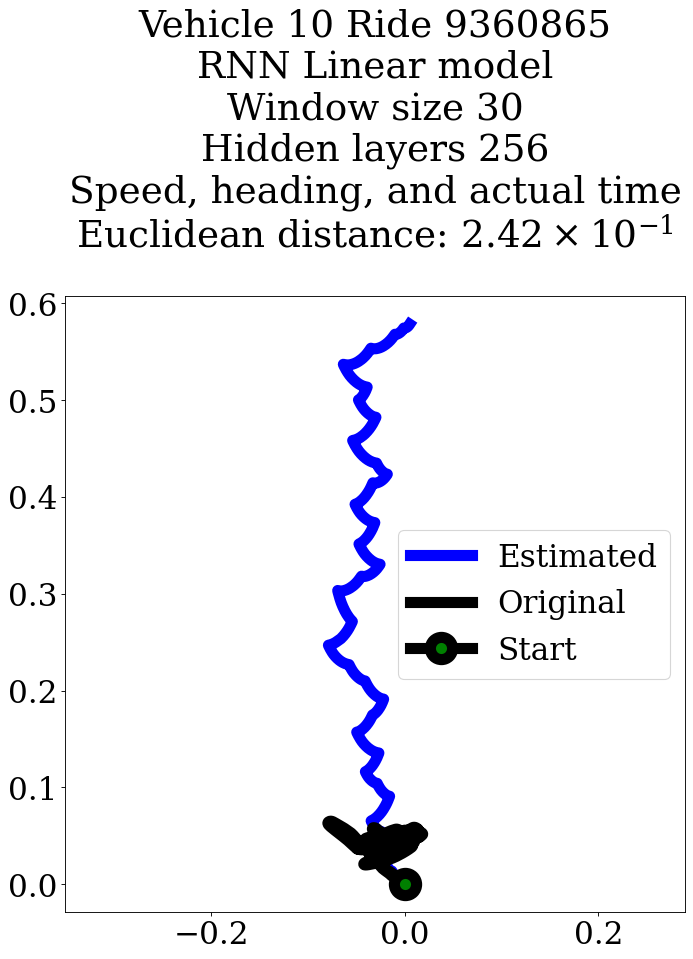 Vehicle 10 Ride 9360865
RNN Linear model
Window size 30
Hidden layers 256
Speed, heading, and actual time
Euclidean distance: 2.42 × 10⁻¹
0.6
0.5
0.4
0.3
0.2
0.1
0.0
Estimated
Original
Start
−0.2 0.0 0.2